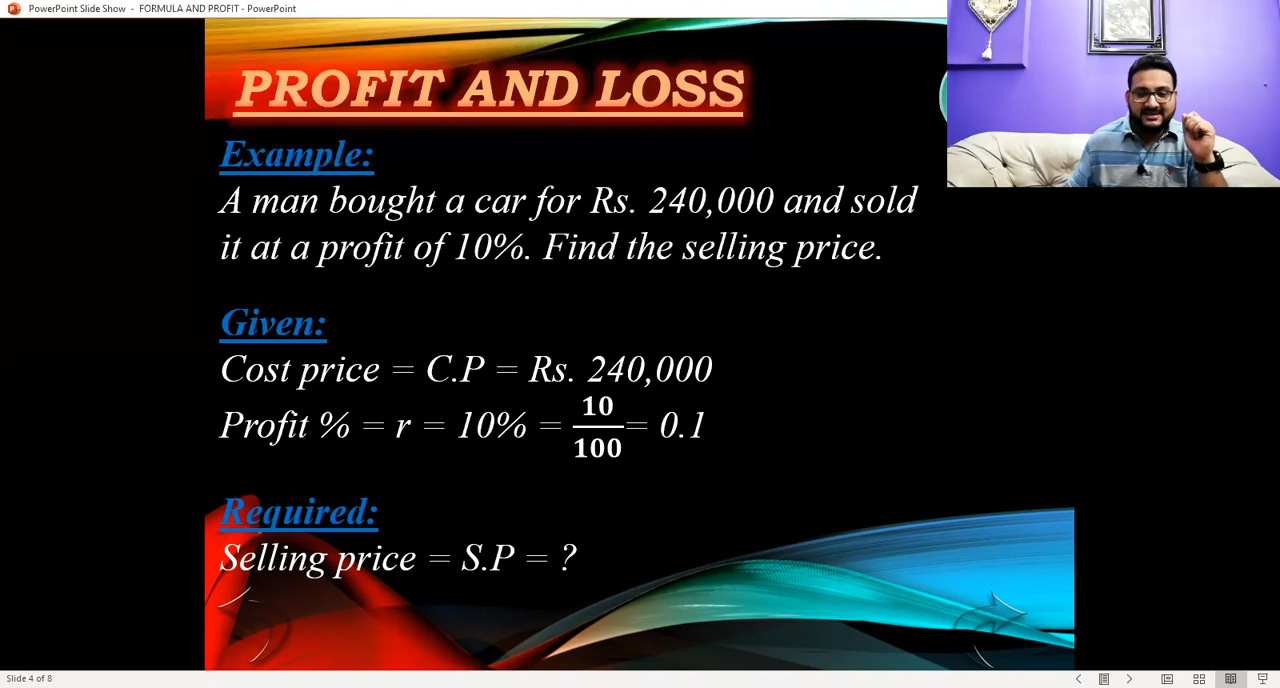 PowerPoint Slide Show - FORMULA AND PROFIT - PowerPoint
PROFIT AND LOSS
Example:
A man bought a car for Rs. 240,000 and sold
it at a profit of 10%. Find the selling price.
Given:
Cost price = C.P = Rs. 240,000
Profit % = r = 10% = 10/100 = 0.1
Required:
Selling price = S.P = ?
Slide 4 of 8